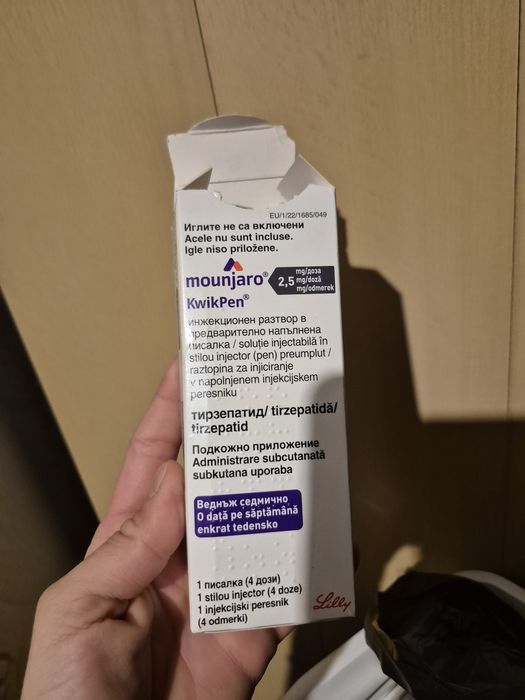 EU/1/22/1685/049
Иглите не са включени
Acele nu sunt incluse.
Igle niso priložene.
mounjaro®
KwikPen®
2,5 mg/доза
mg/doză
mg/odmerek
инжекционен разтвор в
предварително напълнена
писалка / soluție injectabilă în
stilou injector (pen) preumplut /
raztopina za injiciranje
v napolnjenem injekcijskem
peresniku
тирзепатид/ tirzepatidă/
tirzepatid
Подкожно приложение
Administrare subcutanată
subkutana uporaba
Веднъж седмично
O dată pe săptămână
enkrat tedensko
1 писалка (4 дози)
1 stilou injector (4 doze)
1 injekcijski peresnik
(4 odmerki)
Lilly